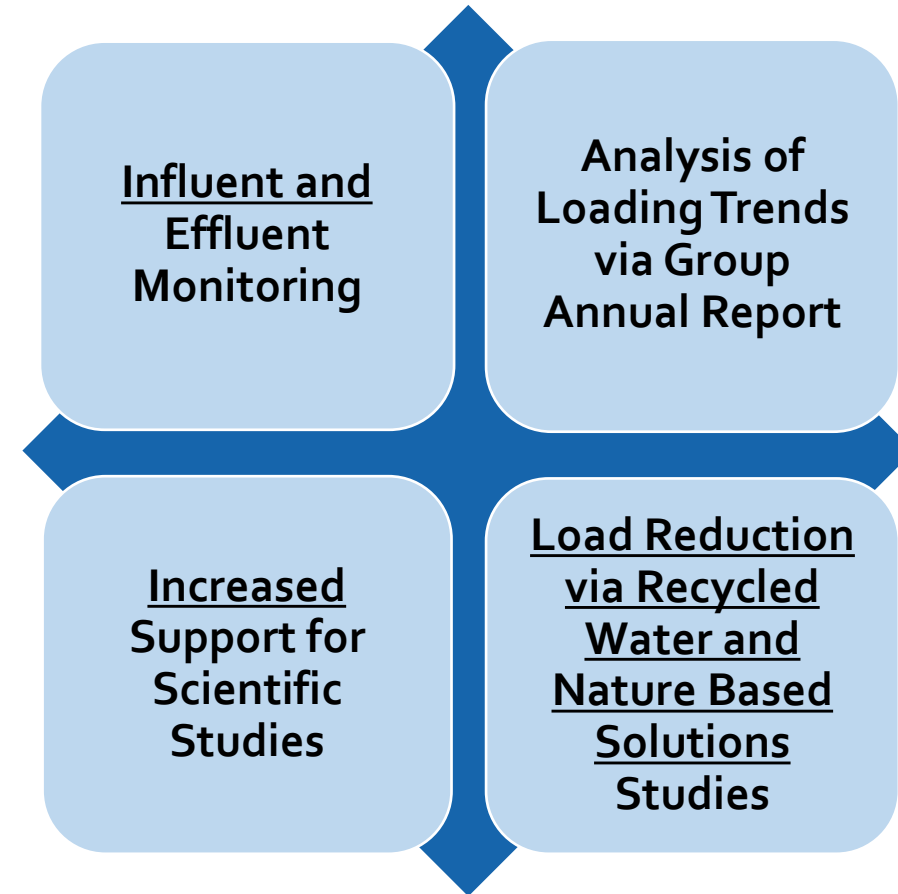 Influent and
Effluent
Monitoring
Analysis of
Loading Trends
via Group
Annual Report
Increased
Support for
Scientific
Studies
Load Reduction
via Recycled
Water and
Nature Based
Solutions
Studies